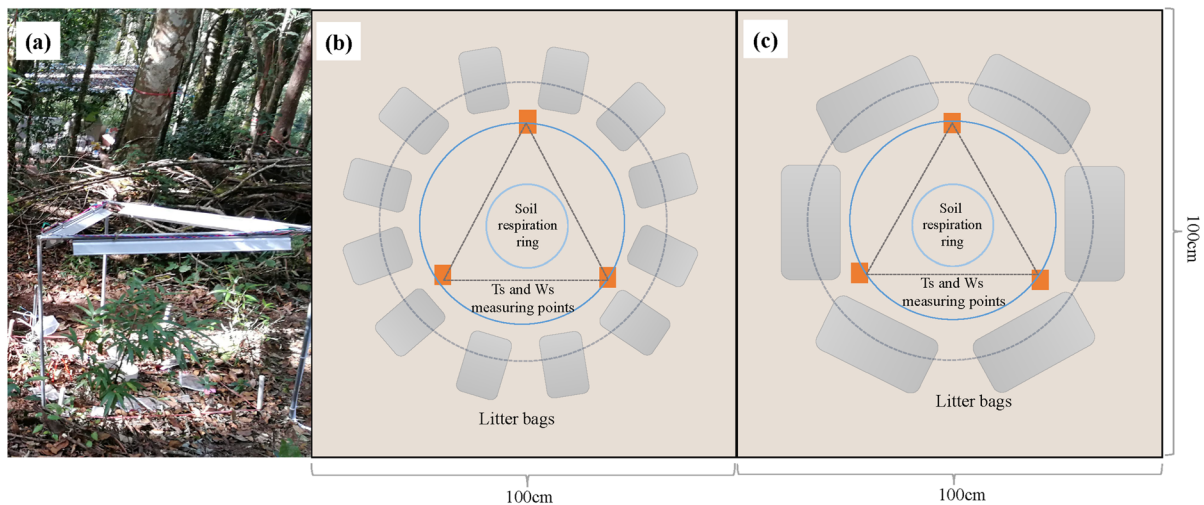 (a)
(b)
(c)
Soil
respiration
ring
Ts and Ws
measuring points
Litter bags
Soil
respiration
ring
Ts and Ws
measuring points
Litter bags
100cm
100cm
100cm